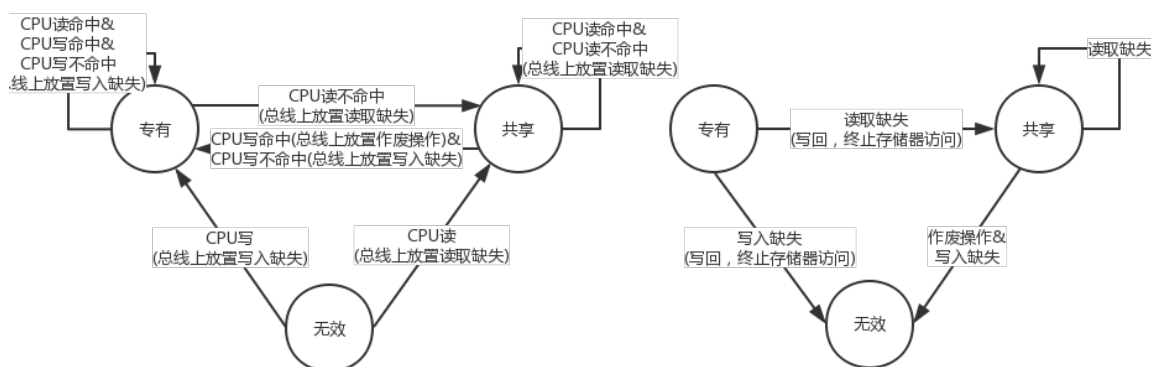 CPU读命中&
CPU写命中&
CPU写不命中
线上放置写入缺失)
专有
CPU读不命中
(总线上放置读取缺失)
CPU写命中(总线上放置作废操作)&
CPU写不命中(总线上放置写入缺失)
CPU读命中&
CPU读不命中
(总线上放置读取缺失)
共享
CPU写
(总线上放置写入缺失)
CPU读
(总线上放置读取缺失)
无效
专有
读取缺失
(写回，终止存储器访问)
共享
读取缺失
写入缺失
(写回，终止存储器访问)
作废操作&
写入缺失
无效